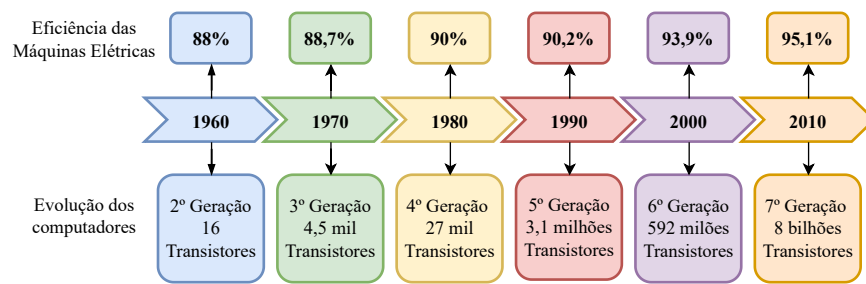 Eficiência das
Máquinas Elétricas
88%
88,7%
90%
90,2%
93,9%
95,1%
1960
1970
1980
1990
2000
2010
Evolução dos
computadores
2º Geração
16
Transistores
3º Geração
4,5 mil
Transistores
4º Geração
27 mil
Transistores
5º Geração
3,1 milhões
Transistores
6º Geração
592 milões
Transistores
7º Geração
8 bilhões
Transistores